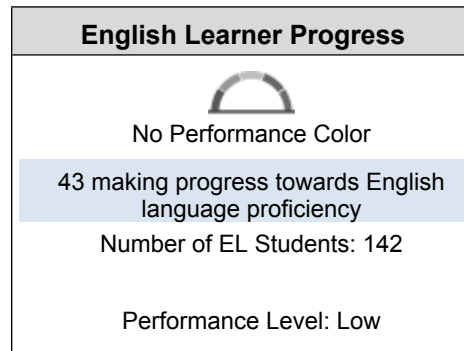 English Learner Progress
No Performance Color
43 making progress towards English
language proficiency
Number of EL Students: 142
Performance Level: Low